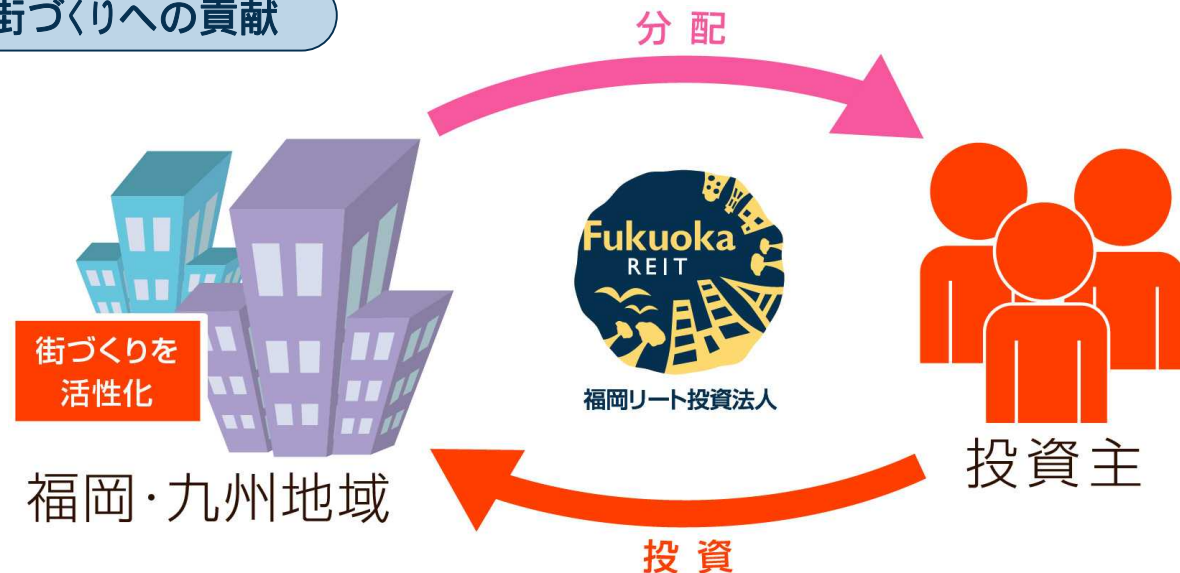 街づくりへの貢献
分配
Fukuoka
REIT
福岡リート投資法人
街づくりを
活性化
福岡・九州地域
投資主
投資